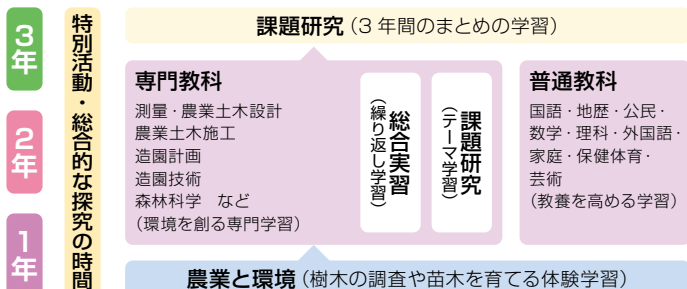 3年
2年
1年
特別活動・総合的な探究の時間
課題研究(3年間のまとめの学習)
専門教科
測量・農業土木設計
農業土木施工
造園計画
造園技術
森林科学 など
(環境を創る専門学習)
総合実習
(繰り返し学習)
課題研究
(テーマ学習)
普通教科
国語・地歴・公民・
数学・理科・外国語・
家庭・保健体育・
芸術
(教養を高める学習)
農業と環境(樹木の調査や苗木を育てる体験学習)